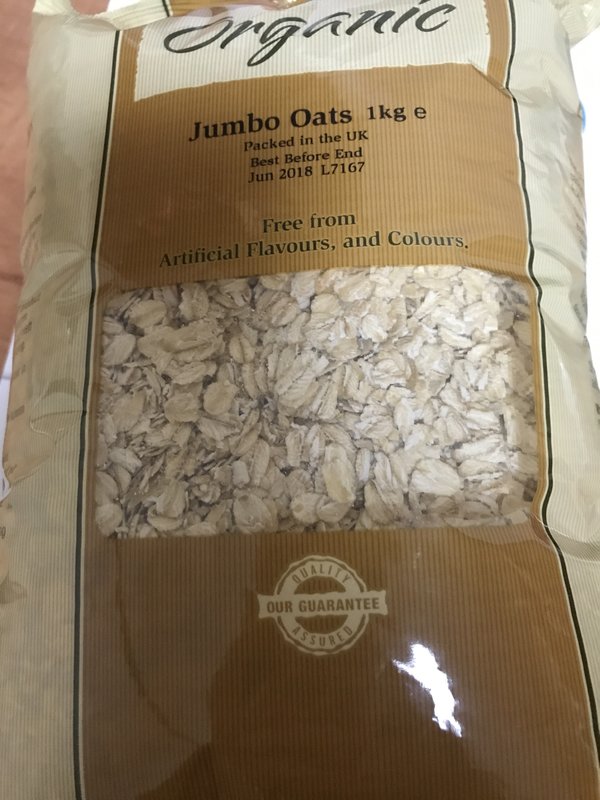 Organic
Jumbo Oats 1kg e
Packed in the UK
Best Before End
Jun 2018 L7167
Free from
Artificial Flavours, and Colours.
QUALITY
OUR GUARANTEE
ASSURED